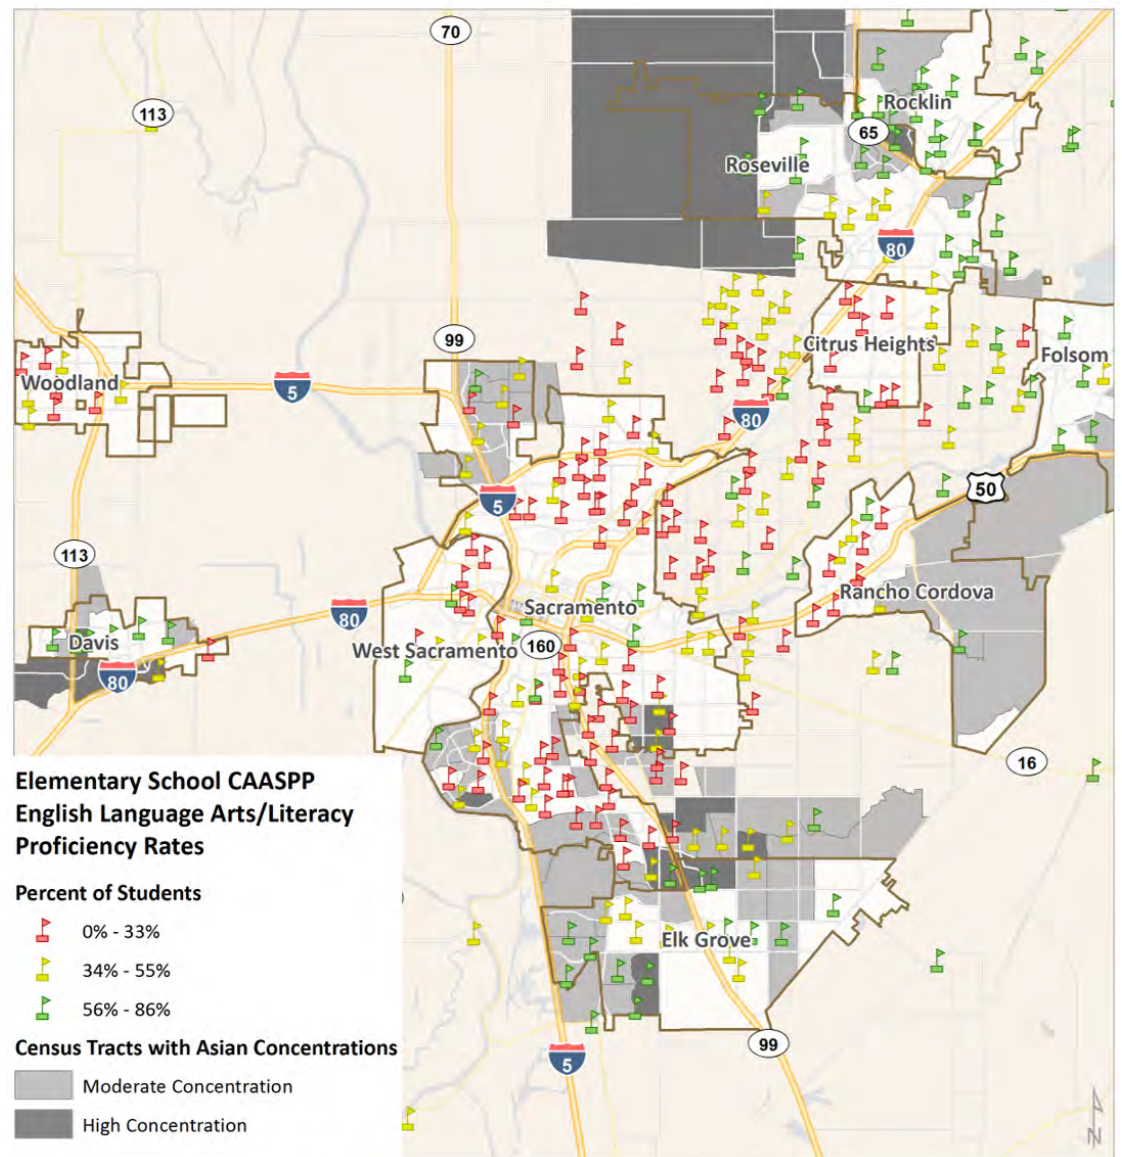 70
113
Rocklin
65
Roseville
80
99
Citrus Heights
Folsom
Woodland
5
80
5
50
113
Rancho Cordova
Sacramento
80
Davis
West Sacramento
160
80
16
Elementary School CAASPP
English Language Arts/Literacy
Proficiency Rates
Percent of Students
0% - 33%
34% - 55%
56% - 86%
Elk Grove
Census Tracts with Asian Concentrations
99
5
Moderate Concentration
High Concentration
N